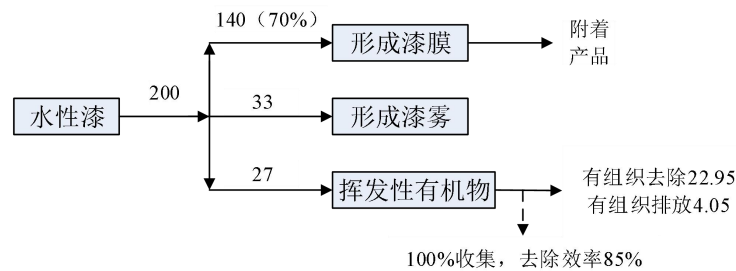 140（70%）
形成漆膜
附着
产品
水性漆
200
33
形成漆雾
27
挥发性有机物
有组织去除22.95
有组织排放4.05
100%收集，去除效率85%